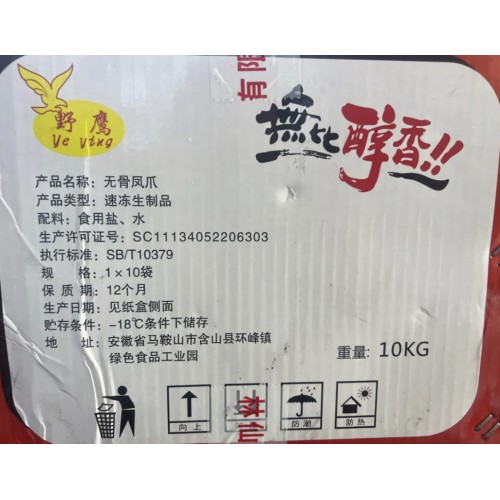 有限
野鹰
Ye Ying
無比醇香!!
产品名称：无骨凤爪
产品类型：速冻生制品
配料：食用盐、水
生产许可证号：SC11134052206303
执行标准：SB/T10379
规 格：1×10袋
保 质 期：12个月
生产日期：见纸盒侧面
贮存条件：-18℃条件下储存
地 址：安徽省马鞍山市含山县环峰镇
绿色食品工业园
重量: 10KG
向上
防潮
防热
林仙